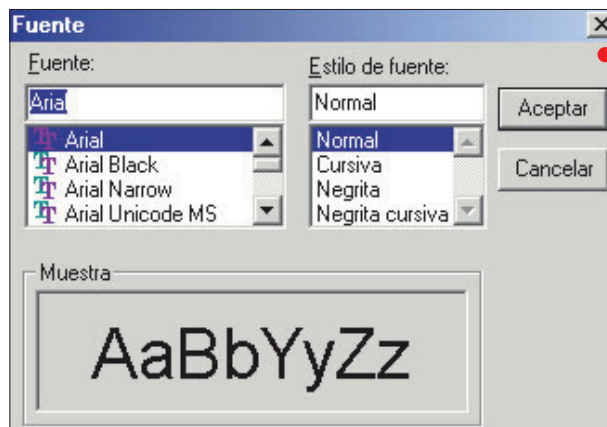 Fuente
Fuente:
Estilo de fuente:
Arial
Normal
Aceptar
Arial
Arial Black
Arial Narrow
Arial Unicode MS
Normal
Cursiva
Negrita
Negrita cursiva
Cancelar
Muestra
AaBbYyZz